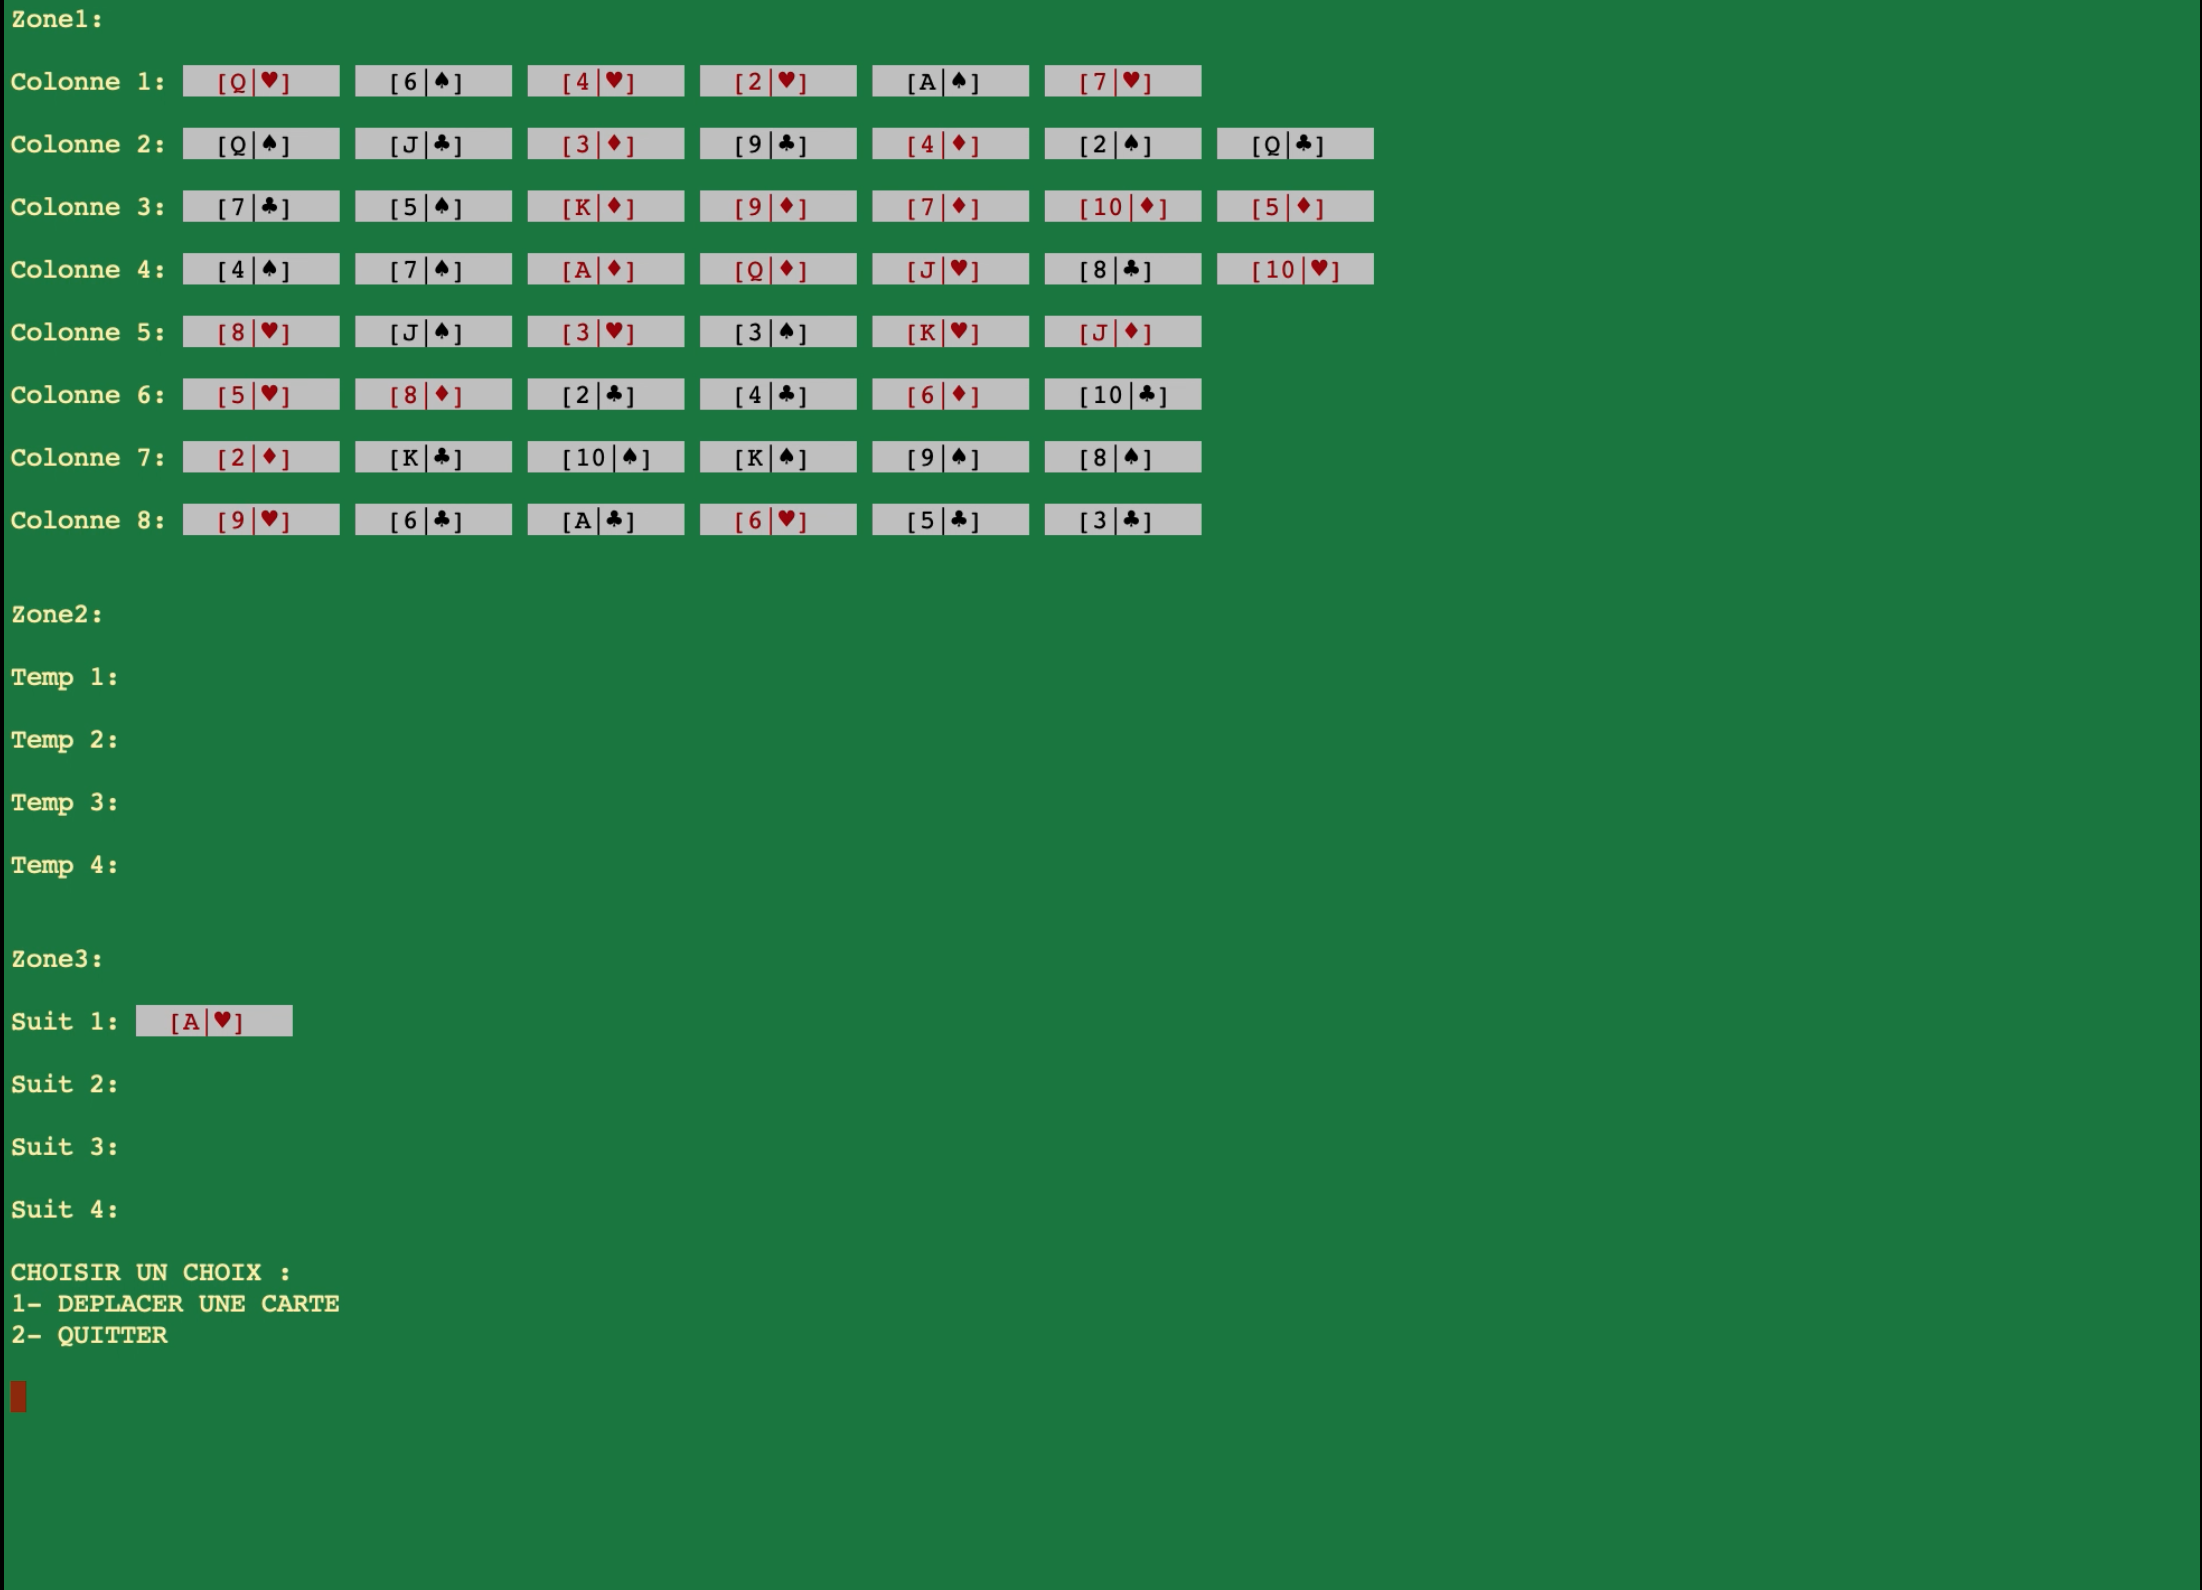 Zone1:
Colonne 1: [Q|♥] [6|♠] [4|♥] [2|♥] [A|♠] [7|♥]
Colonne 2: [Q|♠] [J|♣] [3|♦] [9|♣] [4|♦] [2|♠] [Q|♣]
Colonne 3: [7|♣] [5|♠] [K|♦] [9|♦] [7|♦] [10|♦] [5|♦]
Colonne 4: [4|♠] [7|♠] [A|♦] [Q|♦] [J|♥] [8|♣] [10|♥]
Colonne 5: [8|♥] [J|♠] [3|♥] [3|♠] [K|♥] [J|♦]
Colonne 6: [5|♥] [8|♦] [2|♣] [4|♣] [6|♦] [10|♣]
Colonne 7: [2|♦] [K|♣] [10|♠] [K|♠] [9|♠] [8|♠]
Colonne 8: [9|♥] [6|♣] [A|♣] [6|♥] [5|♣] [3|♣]
Zone2:
Temp 1:
Temp 2:
Temp 3:
Temp 4:
Zone3:
Suit 1: [A|♥]
Suit 2:
Suit 3:
Suit 4:
CHOISIR UN CHOIX :
1- DEPLACER UNE CARTE
2- QUITTER